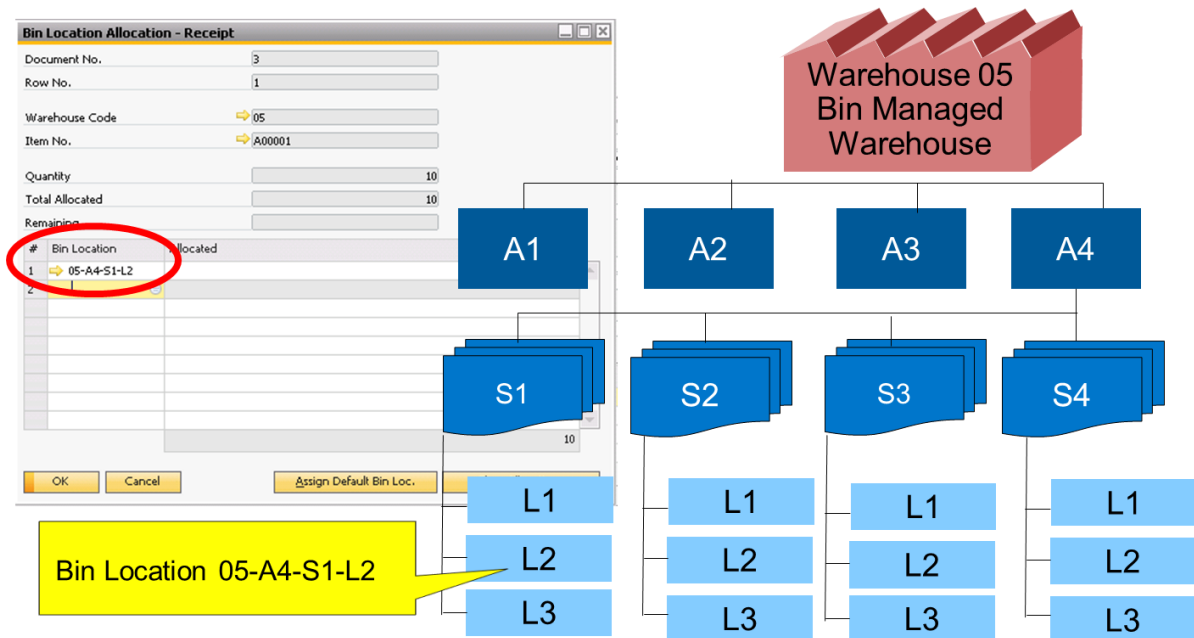 Bin Location Allocation - Receipt
Document No. 3
Row No. 1
Warehouse Code 05
Item No. A00001
Quantity 10
Total Allocated 10
Remaining
# Bin Location Allocated
1 05-A4-S1-L2
2
10
OK Cancel Assign Default Bin Loc.
Bin Location 05-A4-S1-L2
Warehouse 05
Bin Managed
Warehouse
A1 A2 A3 A4
S1 S2 S3 S4
L1 L1 L1 L1
L2 L2 L2 L2
L3 L3 L3 L3